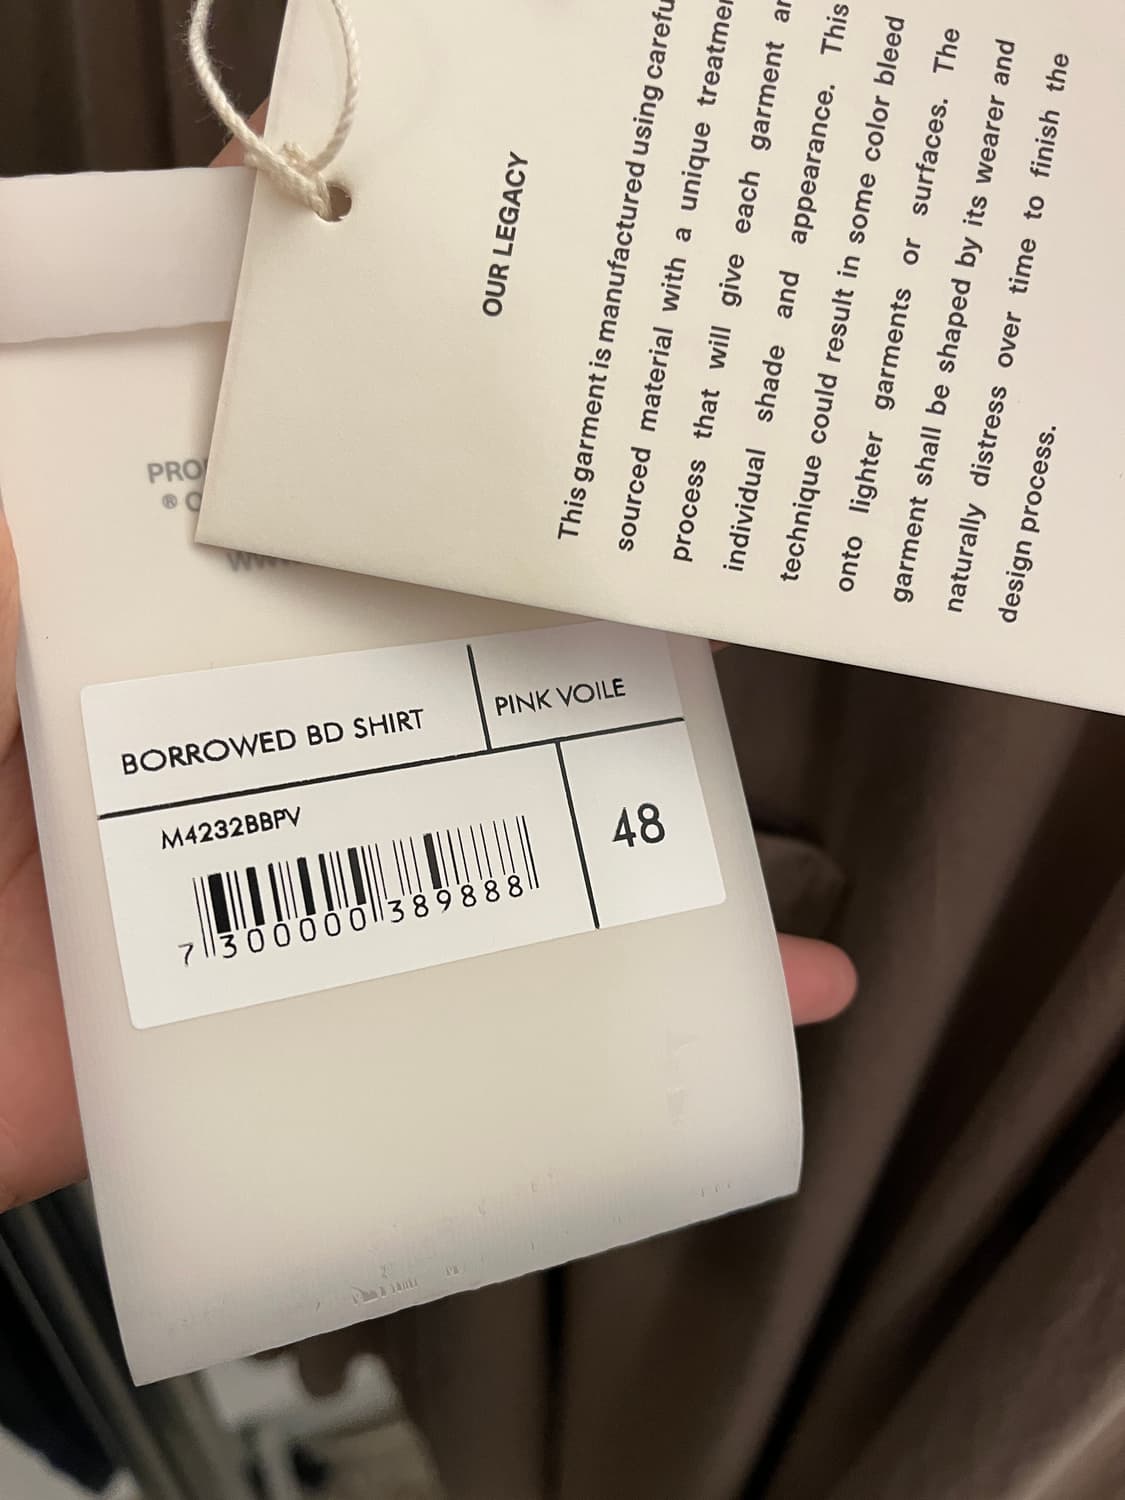 OUR LEGACY
This garment is manufactured using
sourced material with a unique
process that will give each garment
individual shade and appearance. This
technique could result in some color bleed
onto lighter garments or surfaces. The
garment shall be shaped by its wearer and
naturally distress over time to finish the
design process.
BORROWED BD SHIRT
PINK VOILE
M4232BBPV
48
7 300000 389888